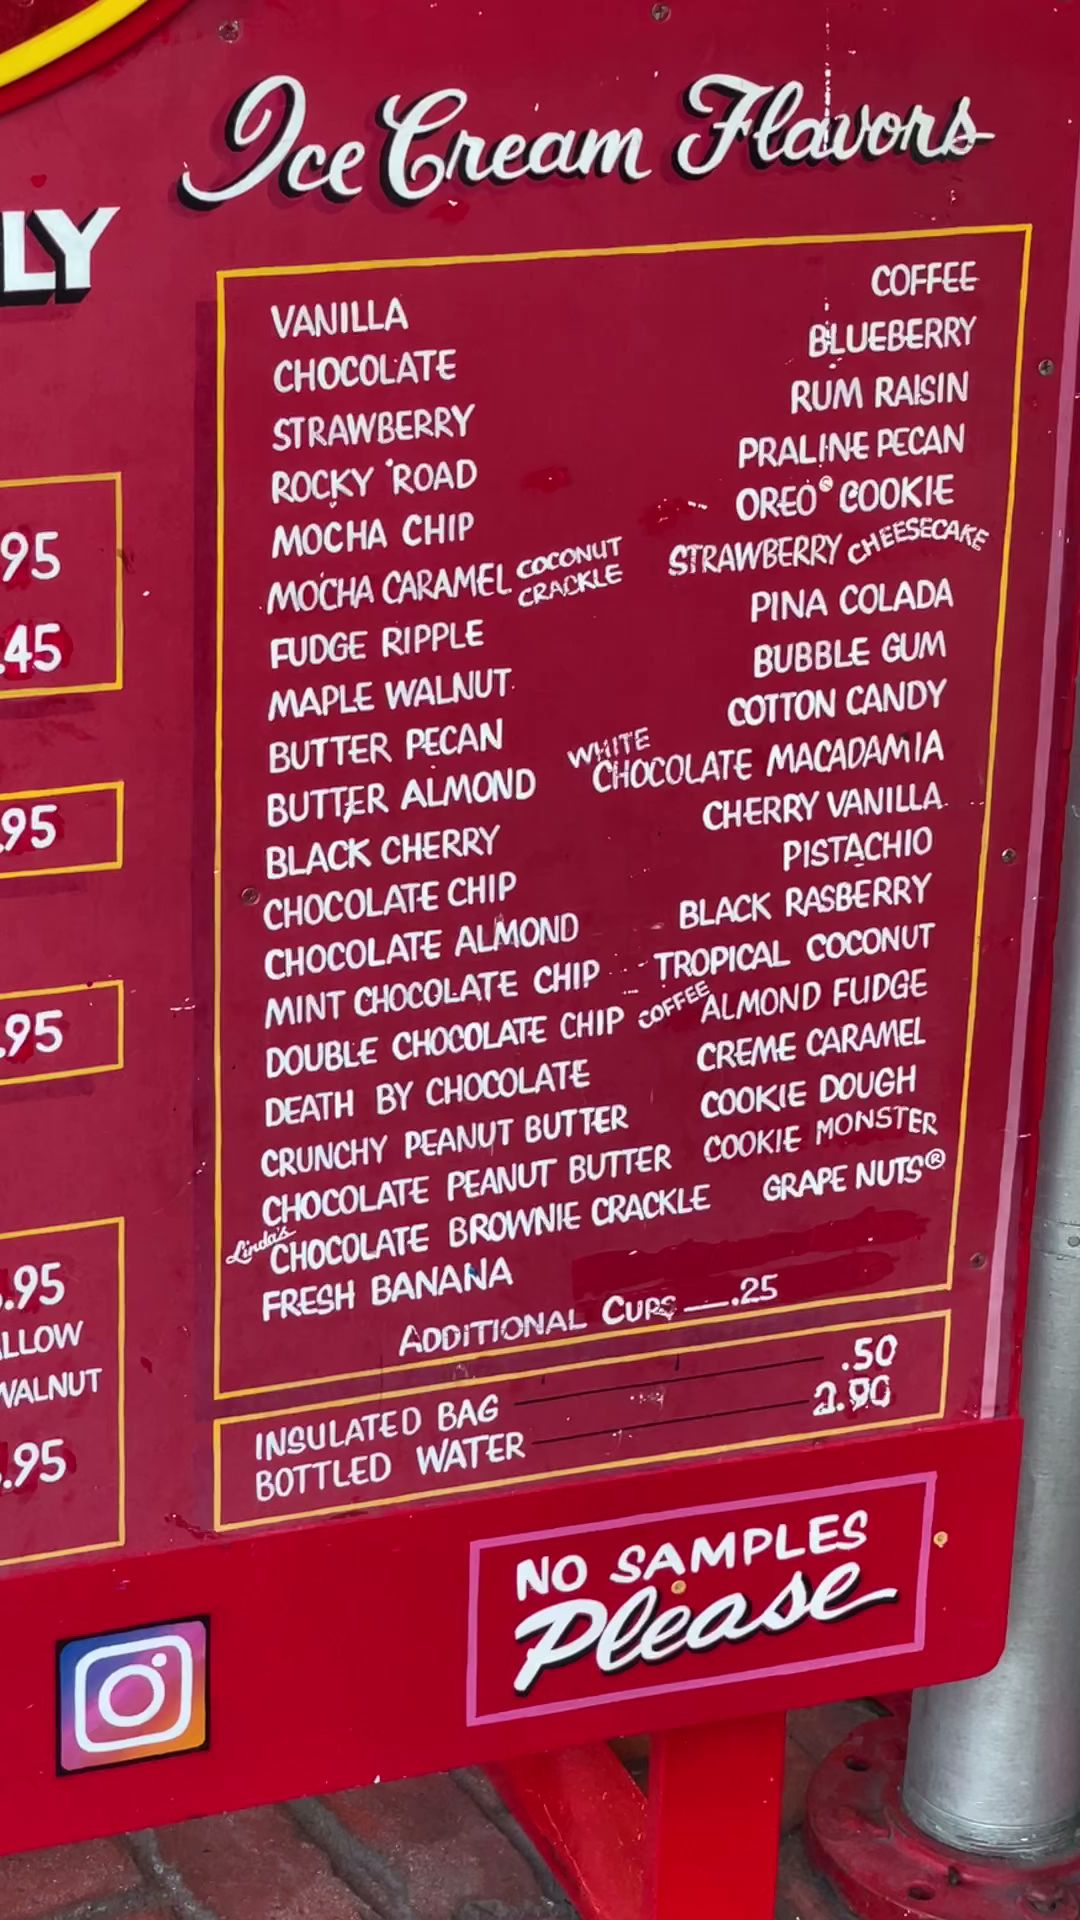 Ice Cream Flavors
LY
VANILLA
CHOCOLATE
STRAWBERRY
ROCKY ROAD
MOCHA CHIP
MOCHA CARAMEL COCONUT CRACKLE
FUDGE RIPPLE
MAPLE WALNUT
BUTTER PECAN
BUTTER ALMOND
BLACK CHERRY
CHOCOLATE CHIP
CHOCOLATE ALMOND
MINT CHOCOLATE CHIP
DOUBLE CHOCOLATE CHIP
DEATH BY CHOCOLATE
CRUNCHY PEANUT BUTTER
CHOCOLATE PEANUT BUTTER
Linda's CHOCOLATE BROWNIE CRACKLE
FRESH BANANA
COFFEE
BLUEBERRY
RUM RAISIN
PRALINE PECAN
OREO® COOKIE
STRAWBERRY CHEESECAKE
PINA COLADA
BUBBLE GUM
COTTON CANDY
WHITE CHOCOLATE MACADAMIA
CHERRY VANILLA
PISTACHIO
BLACK RASBERRY
TROPICAL COCONUT
COFFEE ALMOND FUDGE
CREME CARAMEL
COOKIE DOUGH
COOKIE MONSTER
GRAPE NUTS®
ADDITIONAL CUPS .25
INSULATED BAG .50
BOTTLED WATER 2.90
NO SAMPLES
Please
95
.45
.95
.95
.95
ALLOW
WALNUT
.95